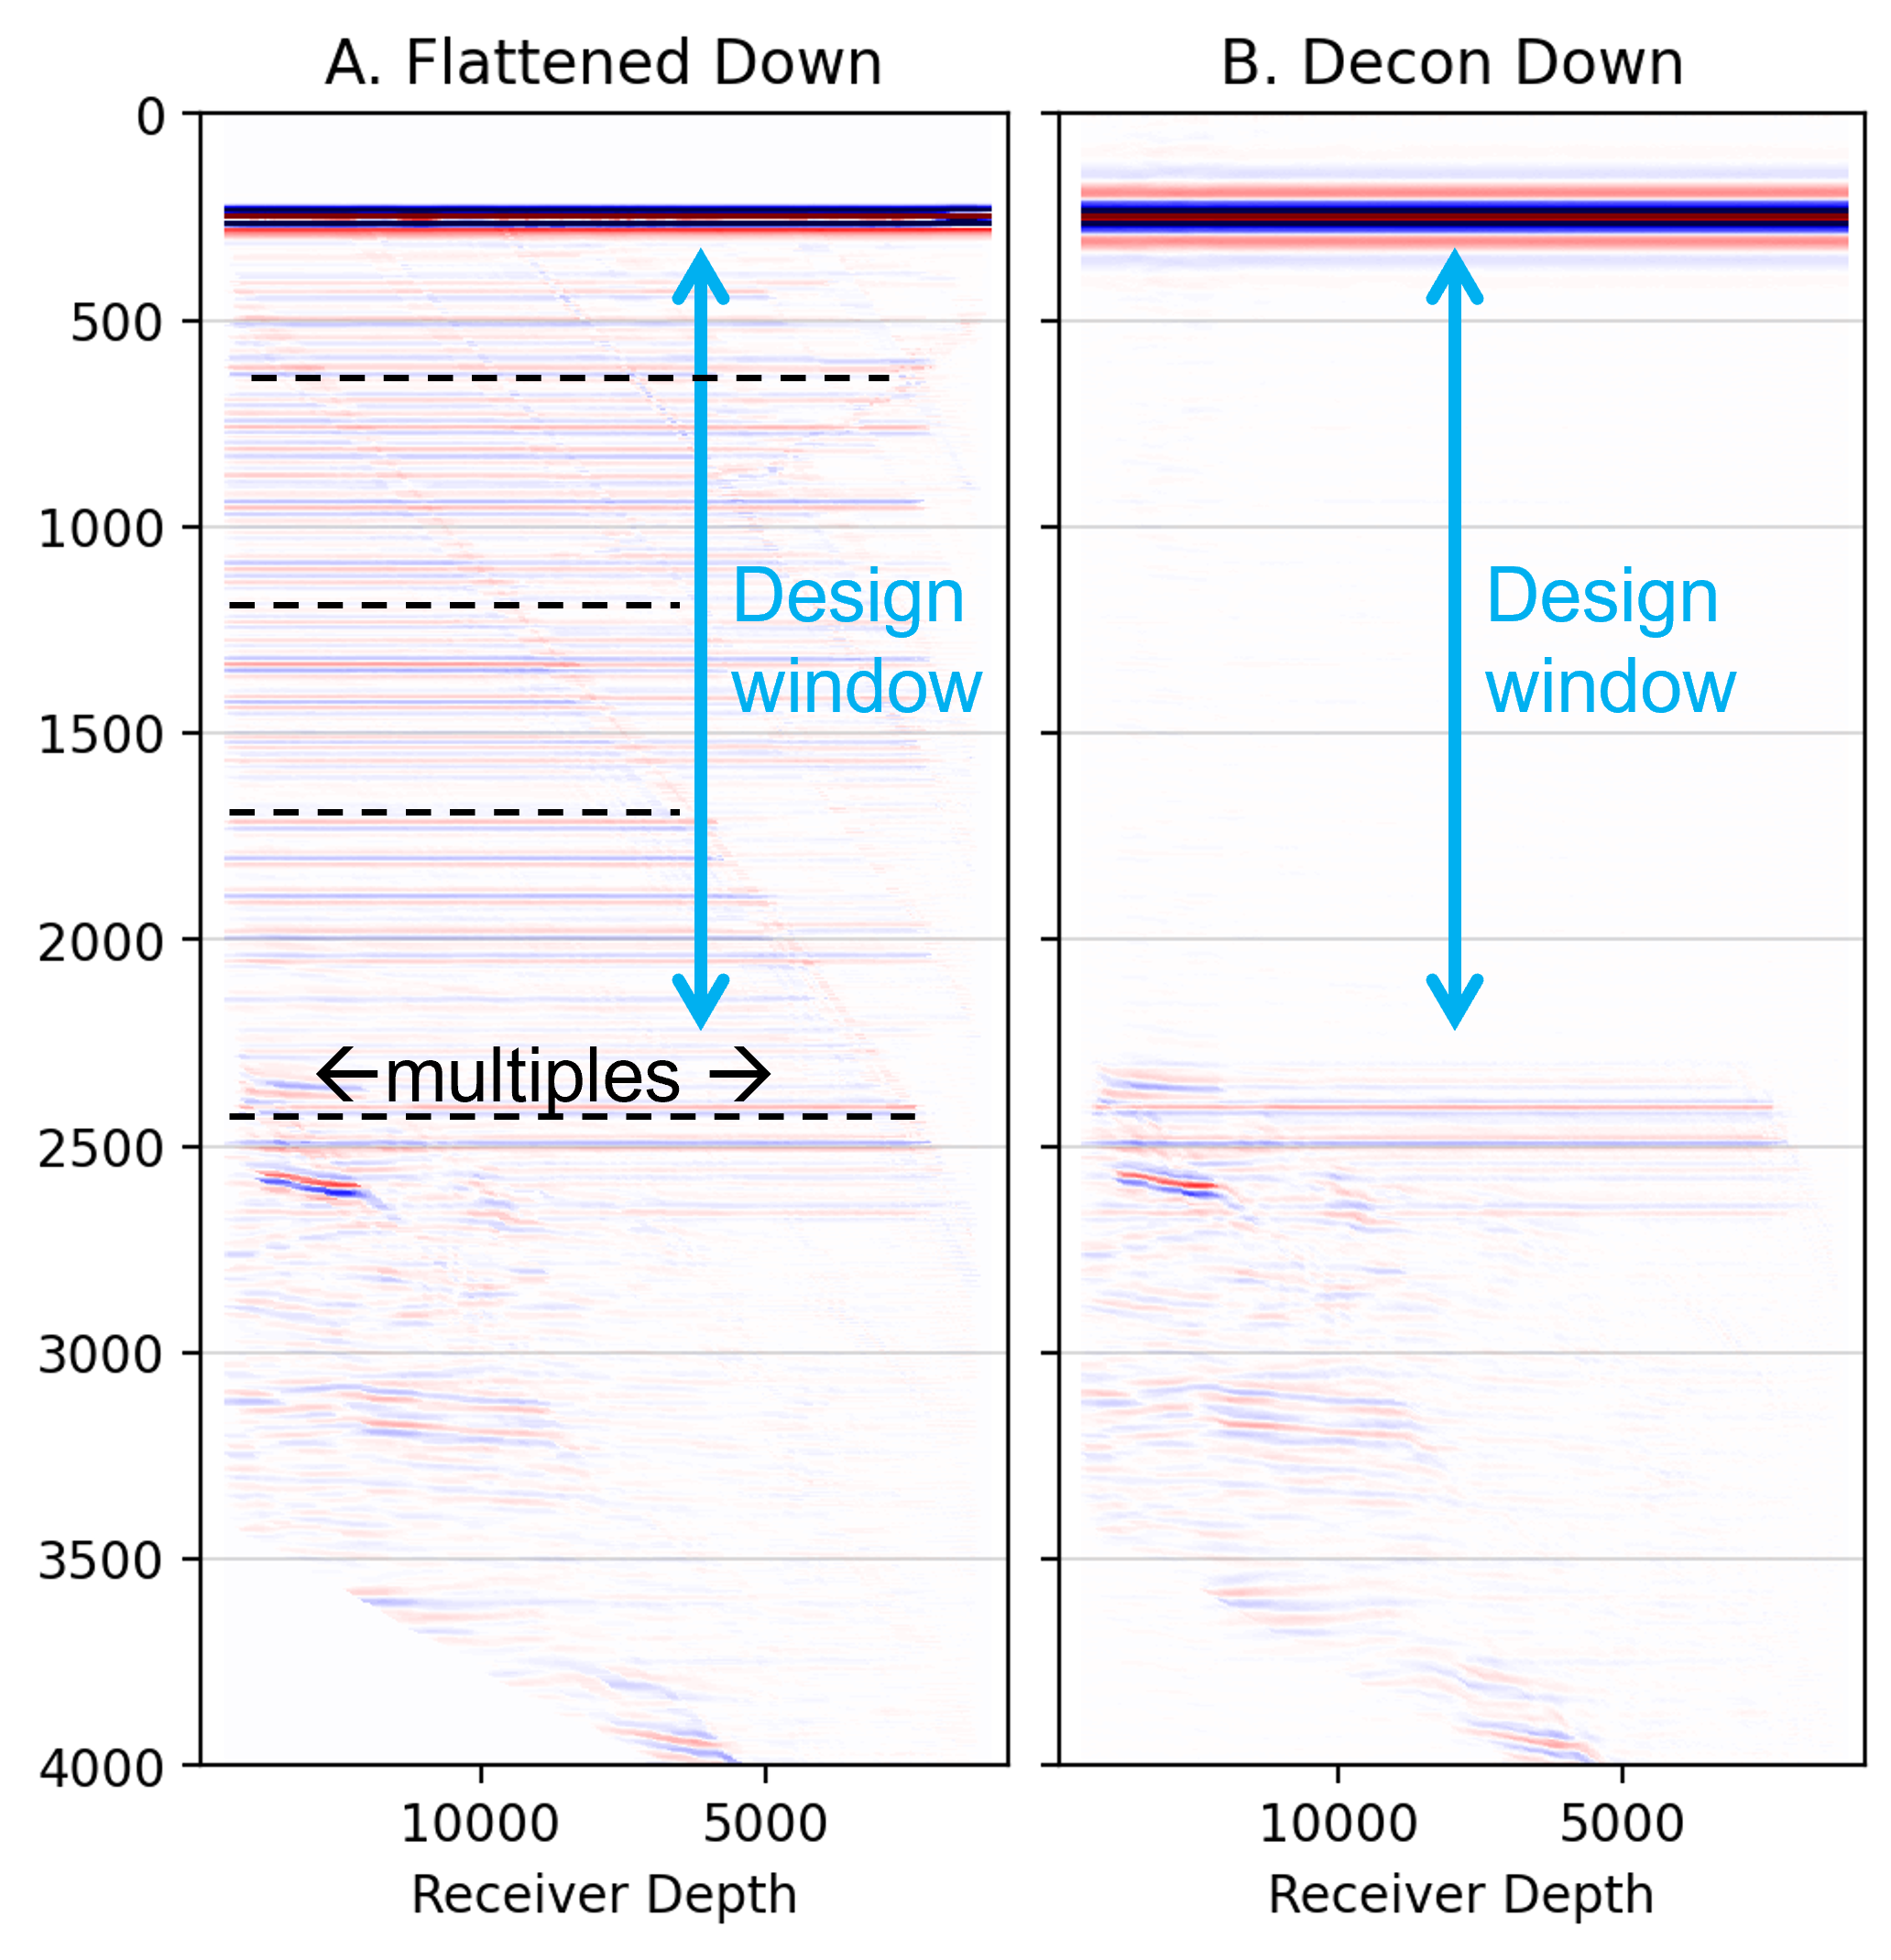 A. Flattened Down
B. Decon Down
0
500
1000
1500
2000
2500
3000
3500
4000
Design
window
Design
window
←multiples →
10000
5000
10000
5000
Receiver Depth
Receiver Depth